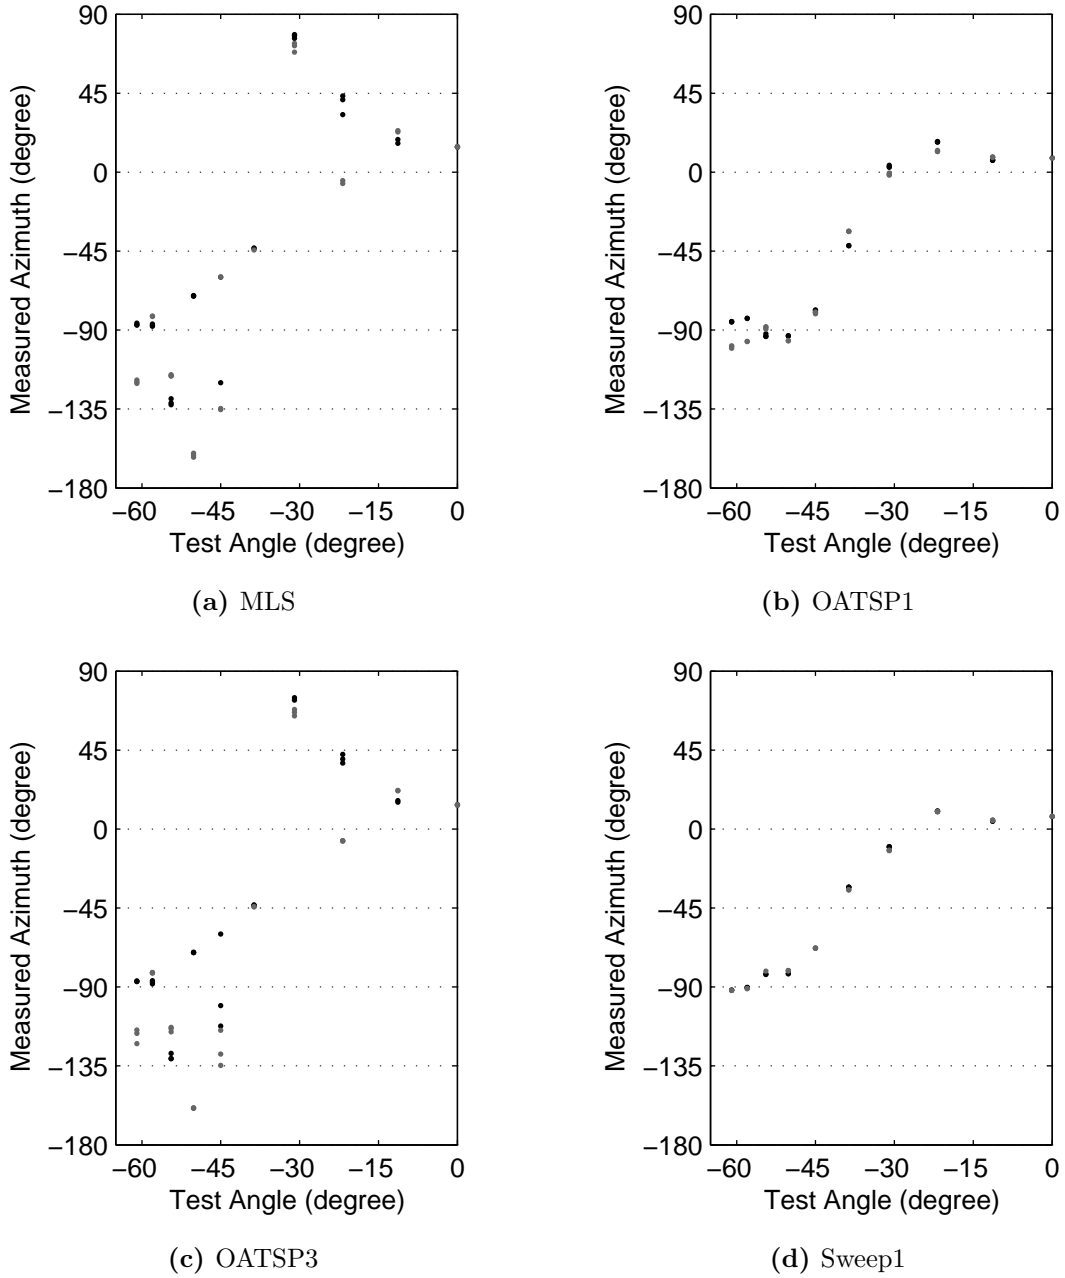 90
45
0
−45
−90
−135
−180
Measured Azimuth (degree)
−60 −45 −30 −15 0
Test Angle (degree)
(a) MLS
90
45
0
−45
−90
−135
−180
Measured Azimuth (degree)
−60 −45 −30 −15 0
Test Angle (degree)
(b) OATSP1
90
45
0
−45
−90
−135
−180
Measured Azimuth (degree)
−60 −45 −30 −15 0
Test Angle (degree)
(c) OATSP3
90
45
0
−45
−90
−135
−180
Measured Azimuth (degree)
−60 −45 −30 −15 0
Test Angle (degree)
(d) Sweep1